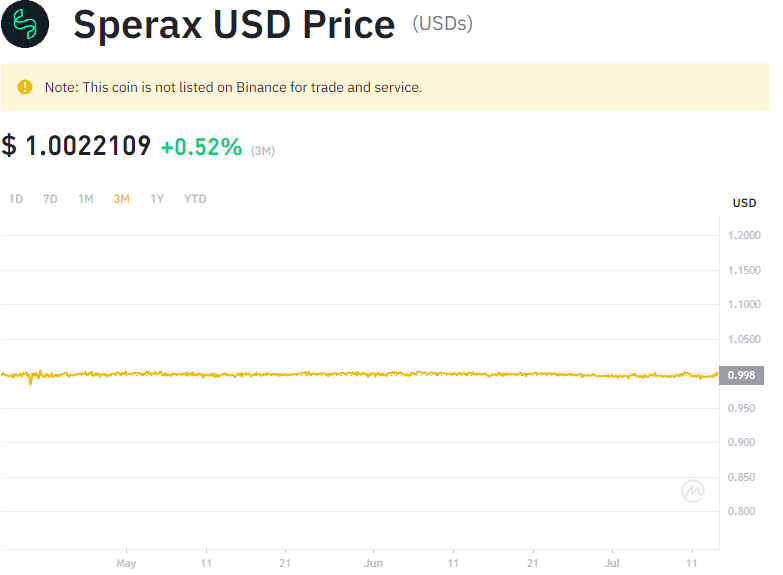 Sperax USD Price (USDs)
Note: This coin is not listed on Binance for trade and service.
$ 1.0022109 +0.52% (3M)
1D 7D 1M 3M 1Y YTD
USD
1.2000
1.1500
1.1000
1.0500
0.998
0.950
0.900
0.850
0.800
May 11 21 Jun 11 21 Jul 11